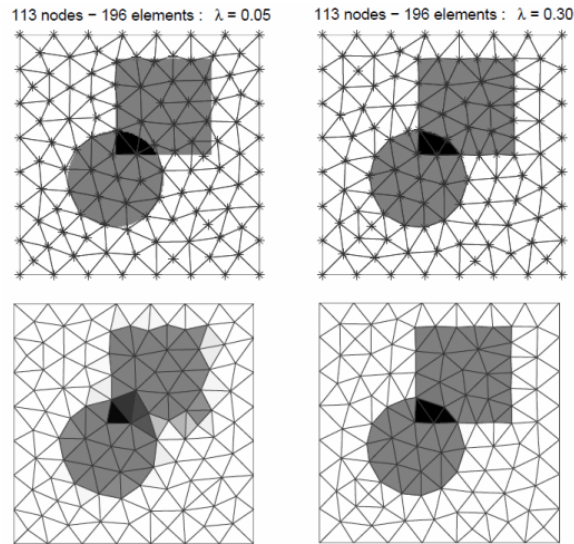 113 nodes − 196 elements : λ = 0.05
113 nodes − 196 elements : λ = 0.30